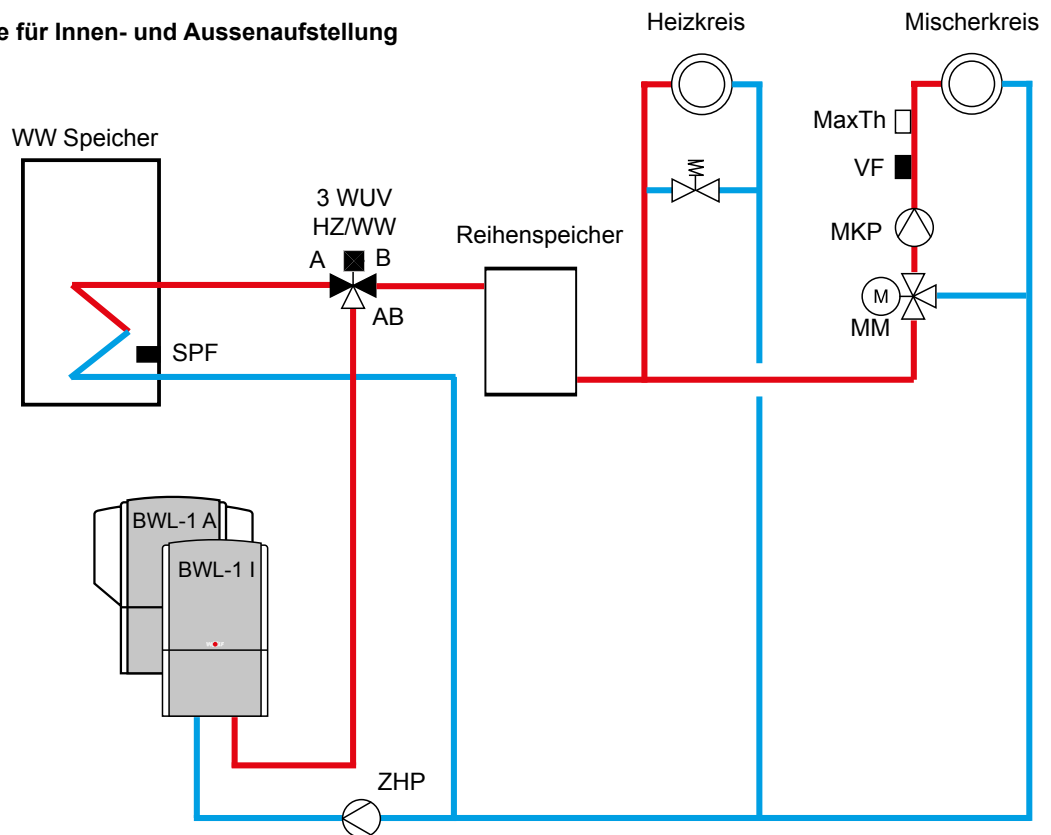 e für Innen- und Aussenaufstellung
Heizkreis
Mischerkreis
WW Speicher
MaxTh
VF
3 WUV
HZ/WW
A
B
Reihenspeicher
MKP
AB
M
MM
SPF
BWL-1 A
BWL-1 I
ZHP